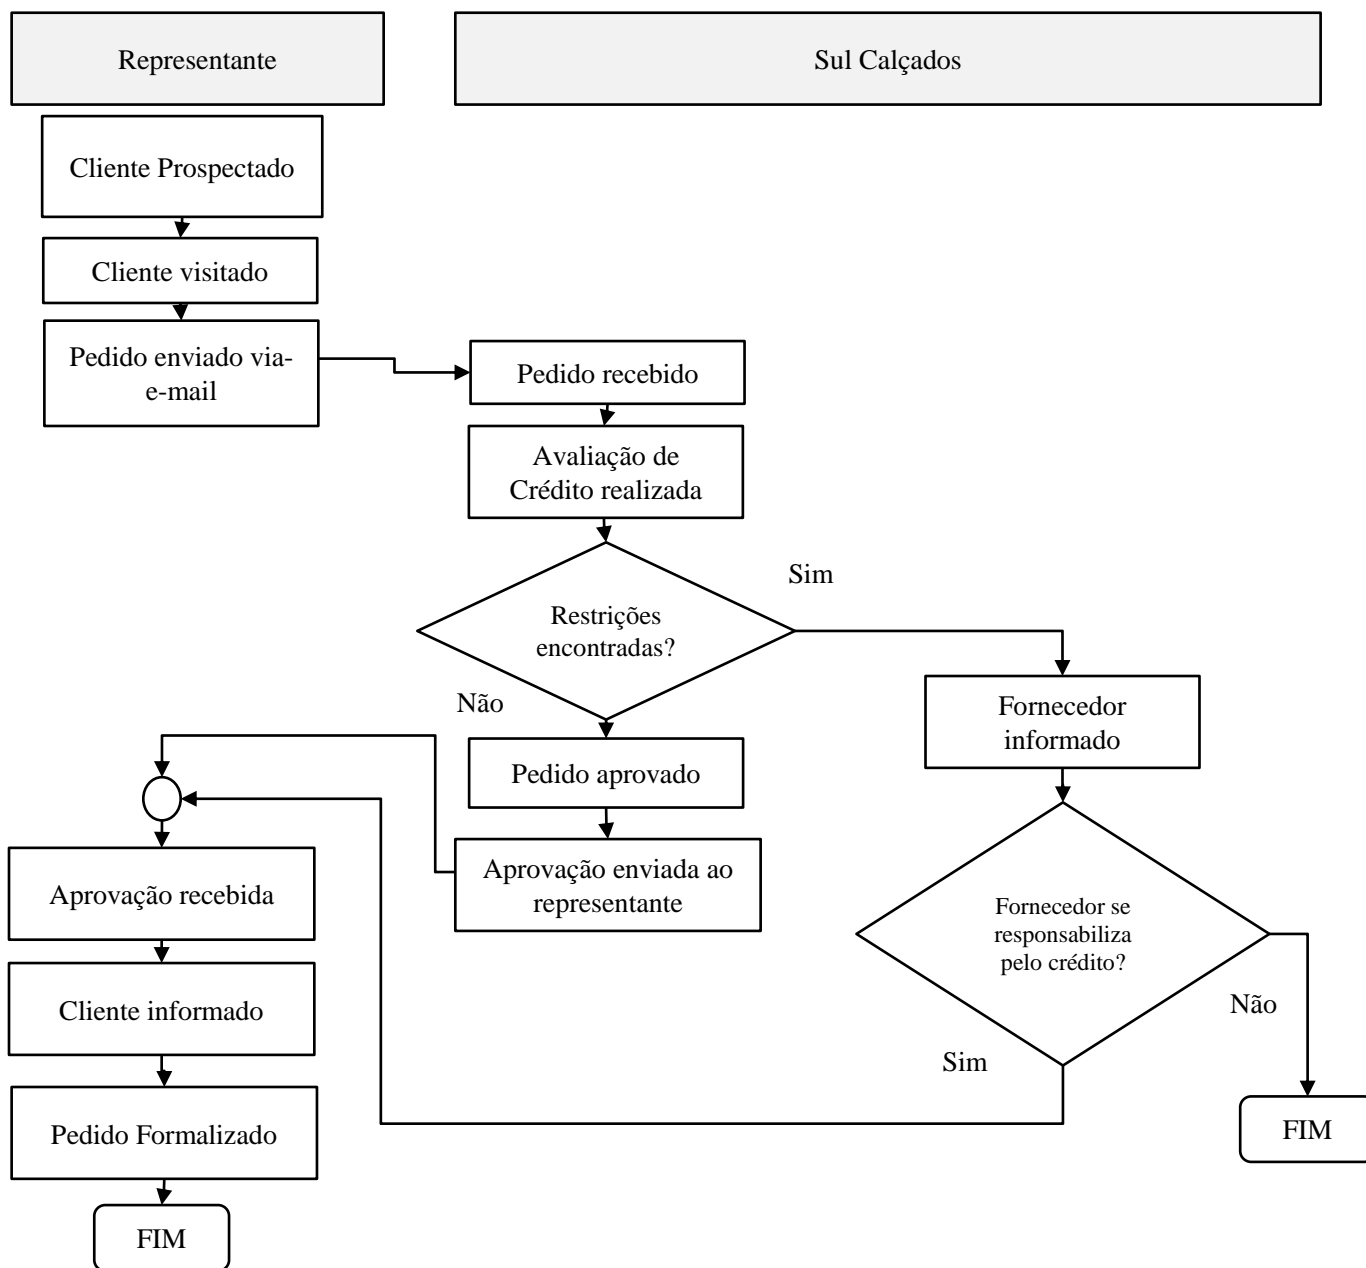 Representante
Sul Calçados
Cliente Prospectado
Cliente visitado
Pedido enviado via-
e-mail
Pedido recebido
Avaliação de
Crédito realizada
Sim
Restrições
encontradas?
Não
Fornecedor
informado
Pedido aprovado
Aprovação enviada ao
representante
Aprovação recebida
Fornecedor se
responsabiliza
pelo crédito?
Não
Sim
Cliente informado
Pedido Formalizado
FIM
FIM